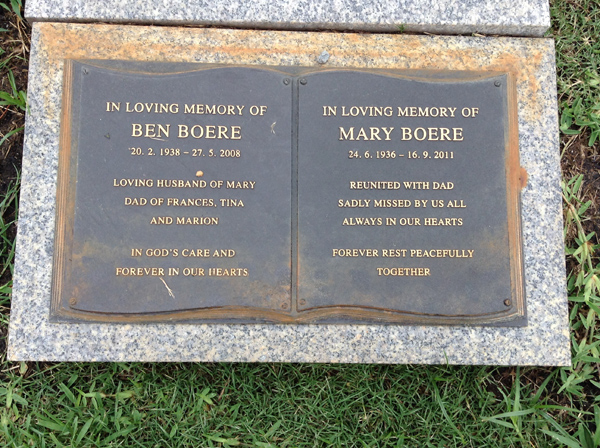 IN LOVING MEMORY OF
BEN BOERE
20. 2. 1938 – 27. 5. 2008
LOVING HUSBAND OF MARY
DAD OF FRANCES, TINA
AND MARION
IN GOD'S CARE AND
FOREVER IN OUR HEARTS
IN LOVING MEMORY OF
MARY BOERE
24. 6. 1936 – 16. 9. 2011
REUNITED WITH DAD
SADLY MISSED BY US ALL
ALWAYS IN OUR HEARTS
FOREVER REST PEACEFULLY
TOGETHER